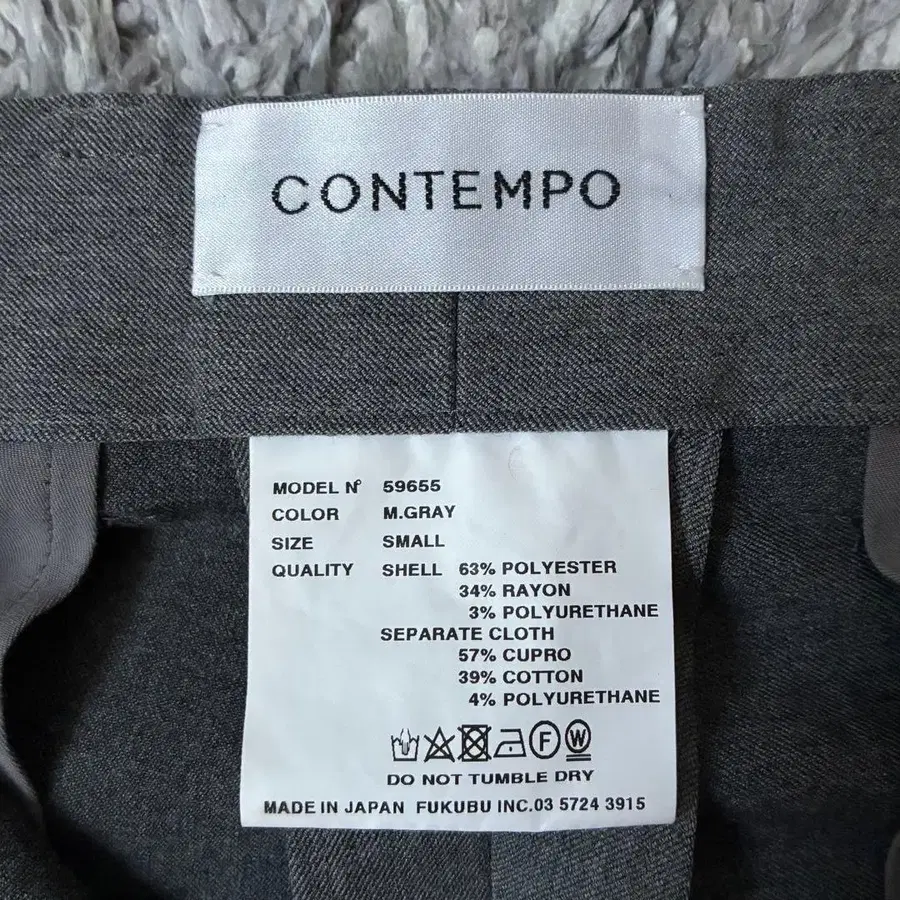 CONTEMPO
MODEL Nº 59655
COLOR M.GRAY
SIZE SMALL
QUALITY SHELL 63% POLYESTER
34% RAYON
3% POLYURETHANE
SEPARATE CLOTH
57% CUPRO
39% COTTON
4% POLYURETHANE
F W
DO NOT TUMBLE DRY
MADE IN JAPAN FUKUBU INC.03 5724 3915